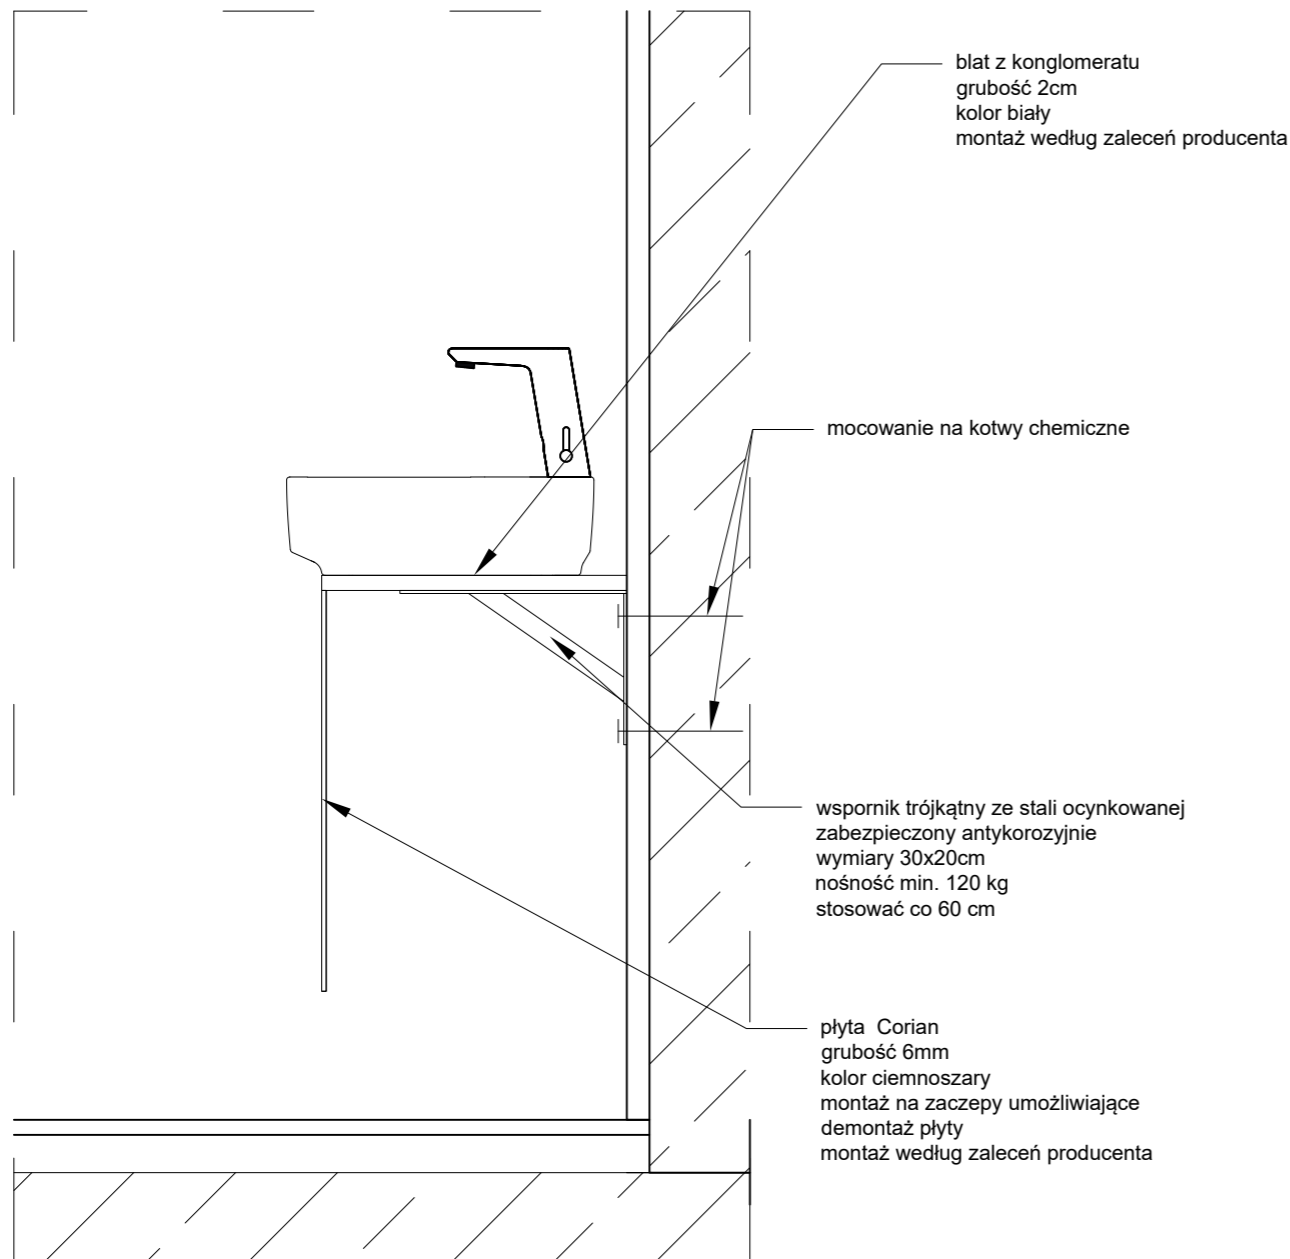 blat z konglomeratu
grubość 2cm
kolor biały
montaż według zaleceń producenta
mocowanie na kotwy chemiczne
wspornik trójkątny ze stali ocynkowanej
zabezpieczony antykorozyjnie
wymiary 30x20cm
nośność min. 120 kg
stosować co 60 cm
płyta Corian
grubość 6mm
kolor ciemnoszary
montaż na zaczepy umożliwiające
demontaż płyty
montaż według zaleceń producenta